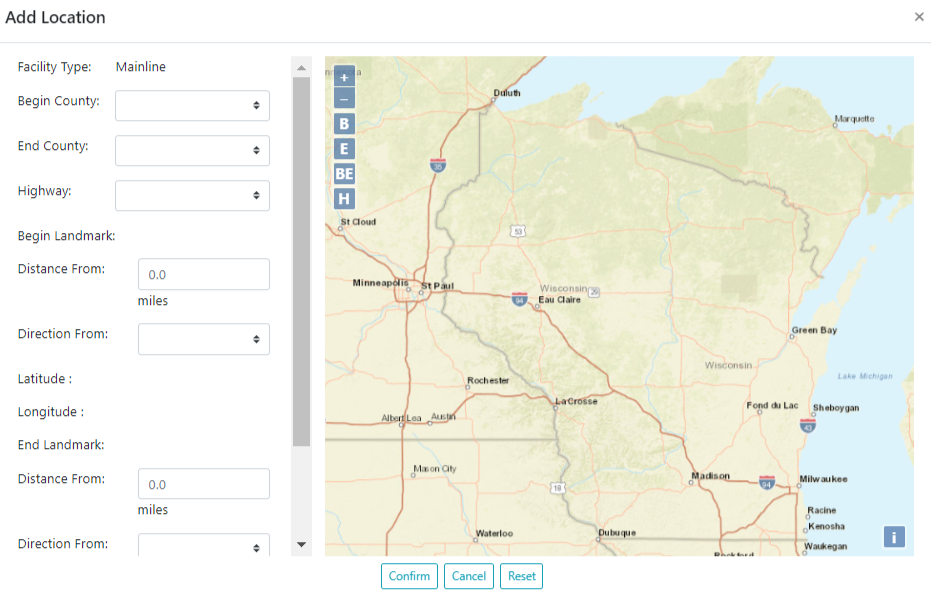 Add Location
×
Facility Type: Mainline
Begin County:
End County:
Highway:
Begin Landmark:
Distance From: 0.0
miles
Direction From:
Latitude :
Longitude :
End Landmark:
Distance From: 0.0
miles
Direction From:
+
−
B
E
BE
H
Duluth
Marquette
35
St Cloud
53
Minneapolis
St Paul
94
Wisconsin
29
Eau Claire
Green Bay
Wisconsin
Lake Michigan
Rochester
La Crosse
Fond du Lac
Sheboygan
Albert Lea
Austin
43
Mason City
18
Madison
94
Milwaukee
Racine
Kenosha
Waterloo
Dubuque
Waukegan
Rockford
i
Confirm Cancel Reset